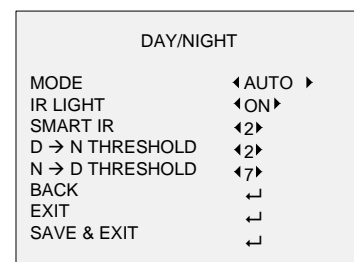 DAY/NIGHT
MODE ◀ AUTO ▶
IR LIGHT ◀ ON ▶
SMART IR ◀ 2 ▶
D → N THRESHOLD ◀ 2 ▶
N → D THRESHOLD ◀ 7 ▶
BACK ↵
EXIT ↵
SAVE & EXIT ↵